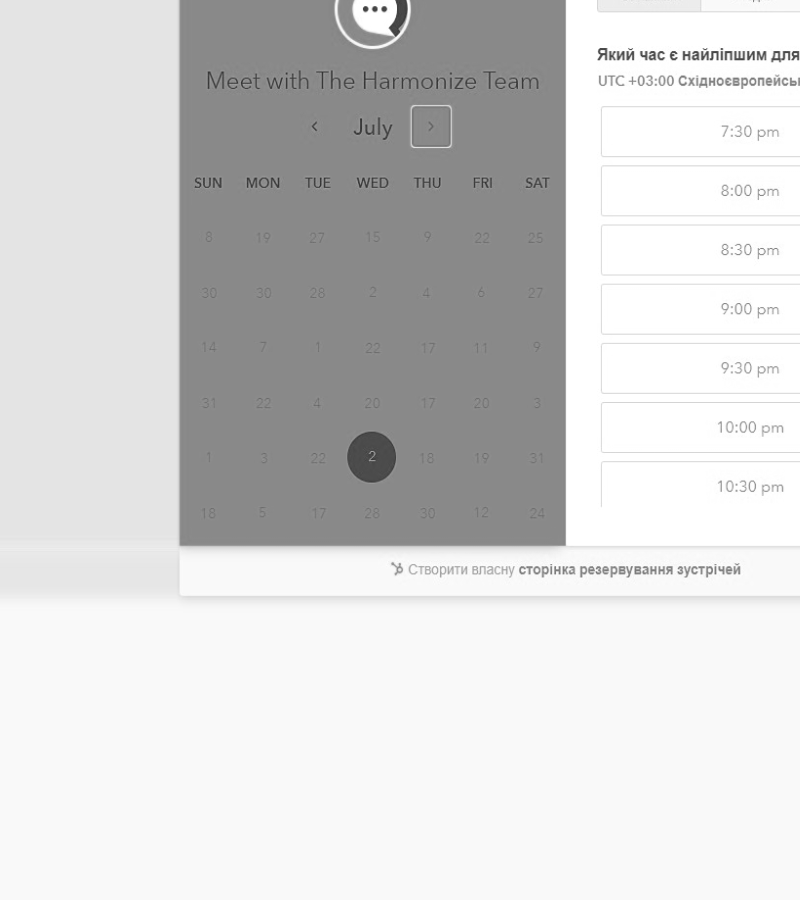 Meet with The Harmonize Team
July
SUN MON TUE WED THU FRI SAT
8 19 27 15 9 22 25
30 30 28 2 4 6 27
14 7 1 22 17 11 9
31 22 4 20 17 20 3
1 3 22 2 18 19 31
18 5 17 28 30 12 24
Який час є найліпшим для
UTC +03:00
7:30 pm
8:00 pm
8:30 pm
9:00 pm
9:30 pm
10:00 pm
10:30 pm
Створити власну сторінка резервування зустрічей